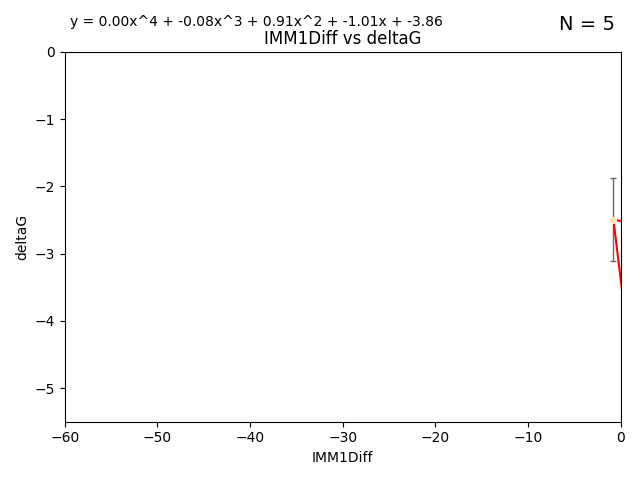 y = 0.00x^4 + -0.08x^3 + 0.91x^2 + -1.01x + -3.86
N = 5
IMM1Diff vs deltaG
0
−1
−2
−3
−4
−5
deltaG
−60 −50 −40 −30 −20 −10 0
IMM1Diff